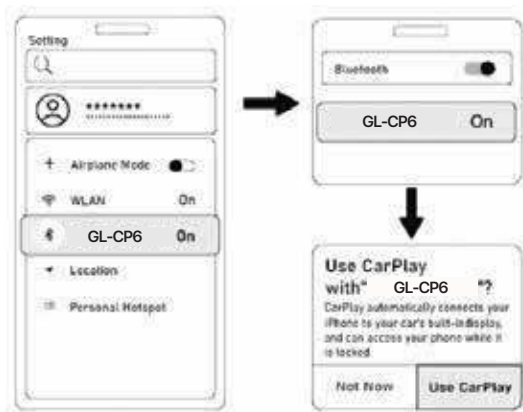 Setting
*******
Airplane Mode
WLAN On
GL-CP6 On
Location
Personal Hotspot
Bluetooth
GL-CP6 On
Use CarPlay
with" GL-CP6 "?
CarPlay automatically connects your
iPhone to your car's built-in display,
and can access your phone while it
is locked
Not Now Use CarPlay